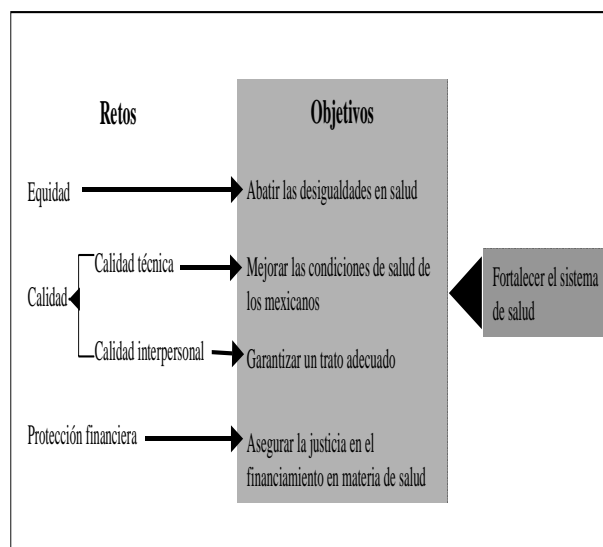 Retos
Objetivos
Equidad
Abatir las desigualdades en salud
Calidad
Calidad técnica
Mejorar las condiciones de salud de
los mexicanos
Calidad interpersonal
Garantizar un trato adecuado
Protección financiera
Asegurar la justicia en el
financiamiento en materia de salud
Fortalecer el sistema
de salud